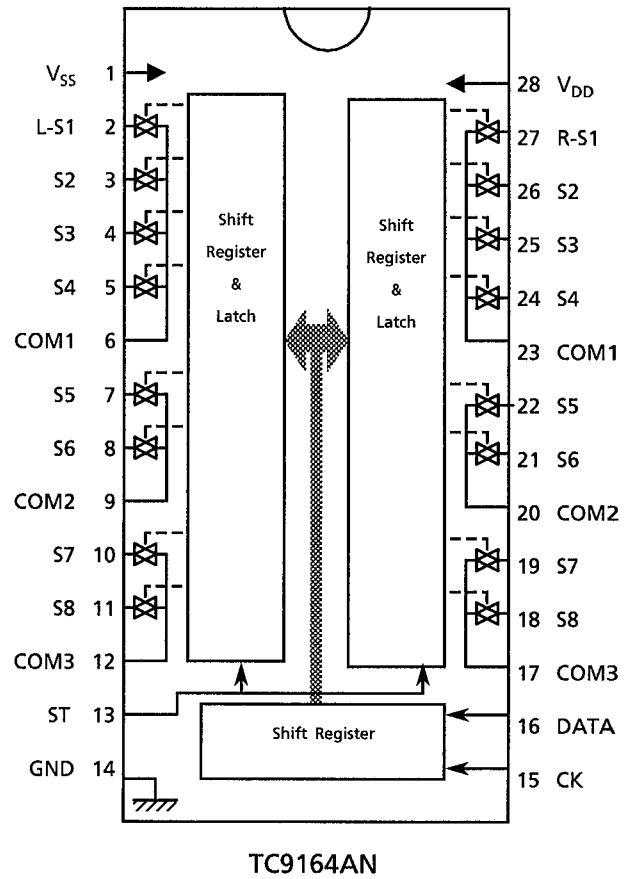 VSS 1
28 VDD
L-S1 2
27 R-S1
S2 3
26 S2
S3 4
25 S3
S4 5
24 S4
COM1 6
23 COM1
S5 7
22 S5
S6 8
21 S6
COM2 9
20 COM2
S7 10
19 S7
S8 11
18 S8
COM3 12
17 COM3
ST 13
16 DATA
GND 14
15 CK
Shift
Register
&
Latch
Shift
Register
&
Latch
Shift Register
TC9164AN